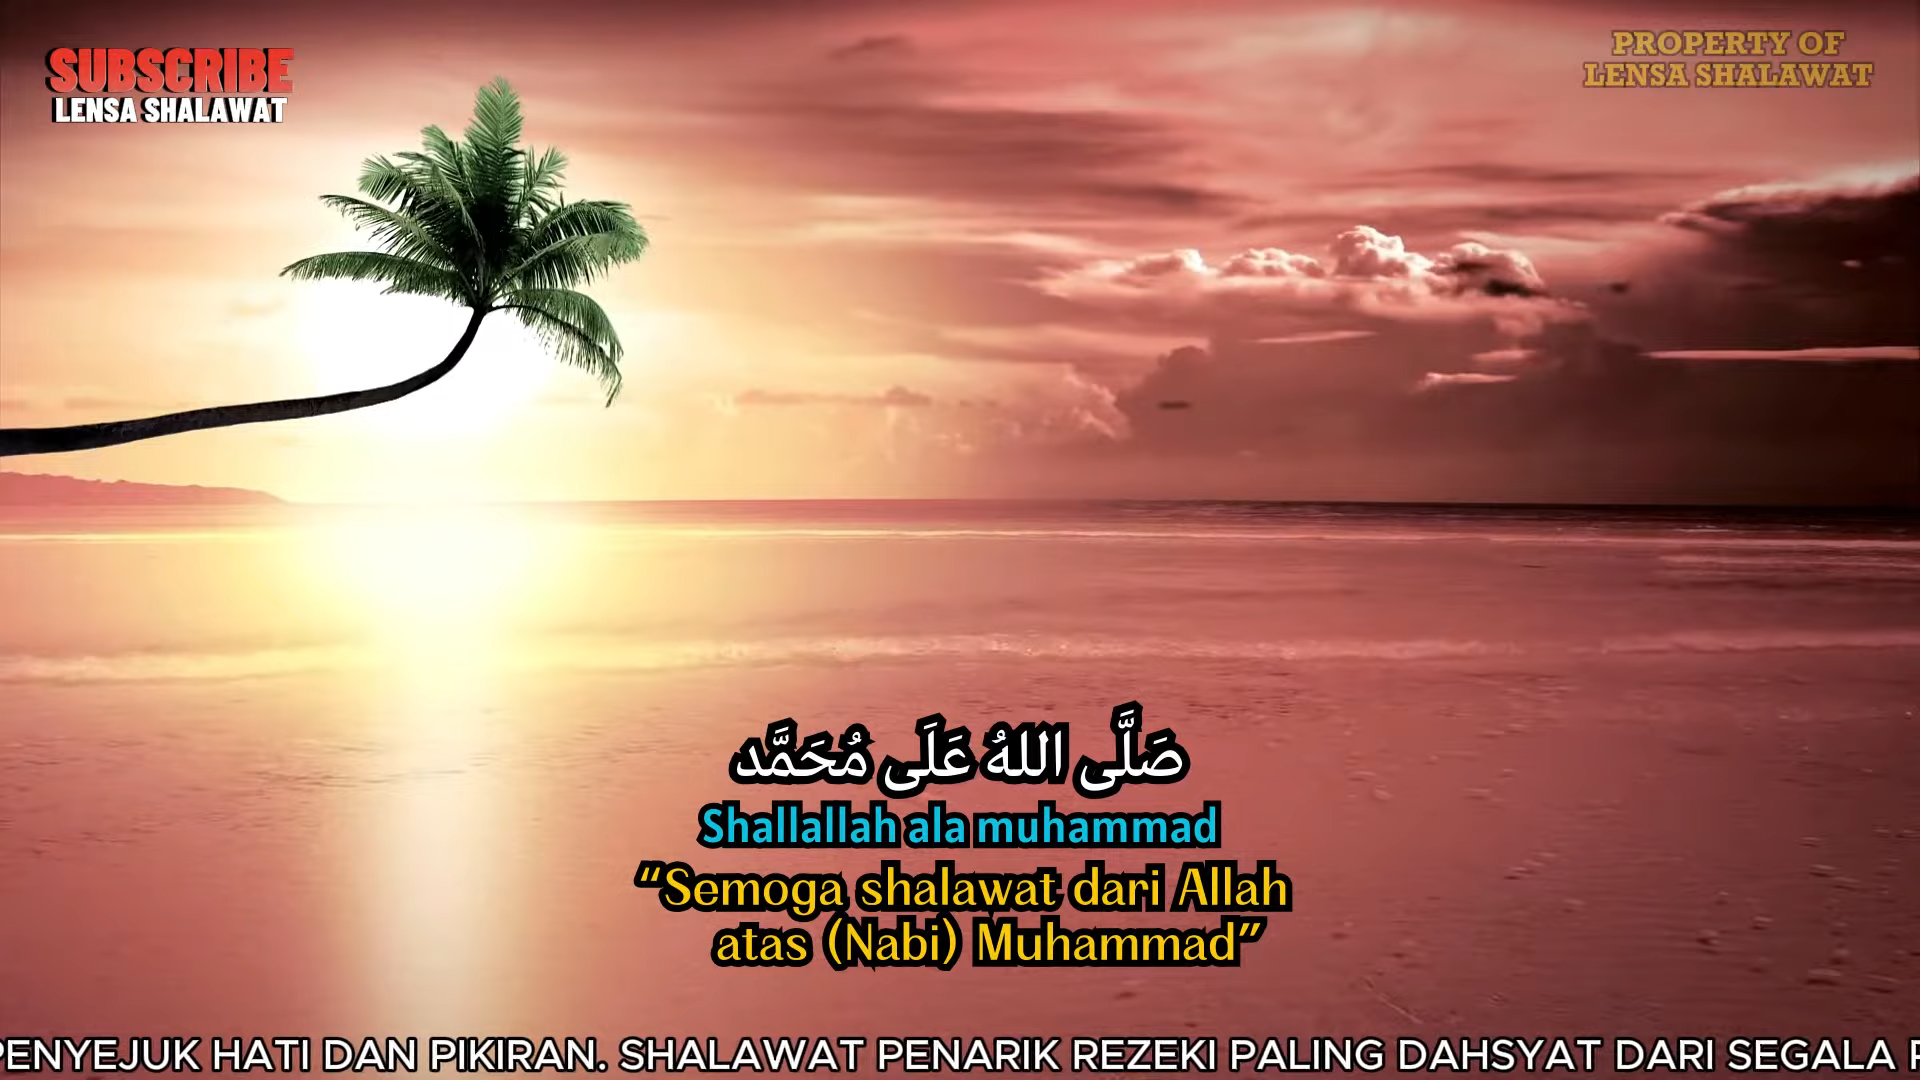 SUBSCRIBE
LENSA SHALAWAT
PROPERTY OF
LENSA SHALAWAT
صَلَّى اللهُ عَلَى مُحَمَّد
Shallallah ala muhammad
“Semoga shalawat dari Allah
atas (Nabi) Muhammad”
PENYEJUK HATI DAN PIKIRAN. SHALAWAT PENARIK REZEKI PALING DAHSYAT DARI SEGALA